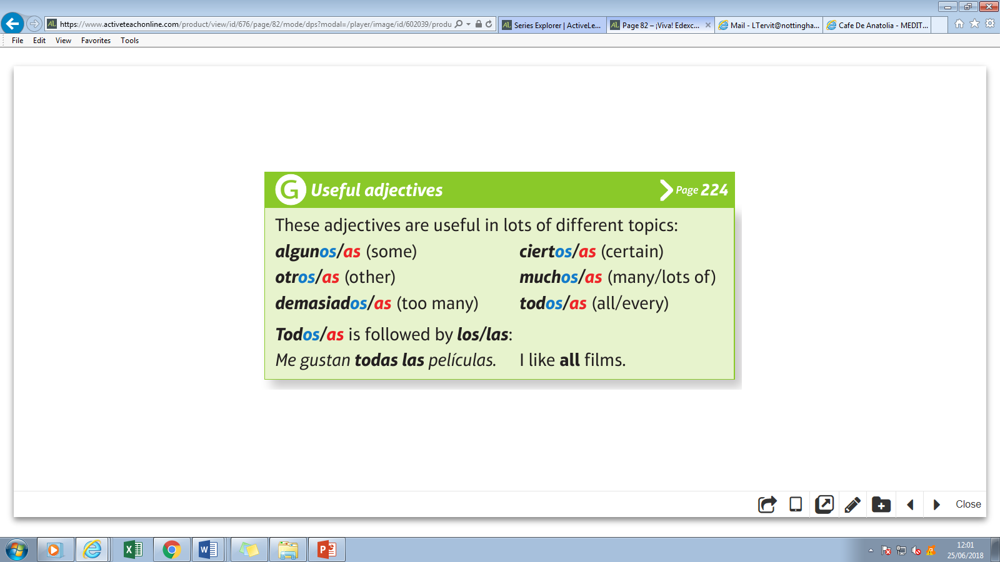 https://www.activeteachonline.com/product/view/id/676/page/82/mode/dps?modal=/player/image/id/602039/produ
AL Series Explorer | ActiveLe...
AL Page 82 – ¡Viva! Edexc...
Mail - LTervit@nottingha...
Cafe De Anatolia - MEDIT...
File Edit View Favorites Tools
G Useful adjectives Page 224
These adjectives are useful in lots of different topics:
algunos/as (some) ciertos/as (certain)
otros/as (other) muchos/as (many/lots of)
demasiados/as (too many) todos/as (all/every)
Todos/as is followed by los/las:
Me gustan todas las películas. I like all films.
Close
12:01
25/06/2018